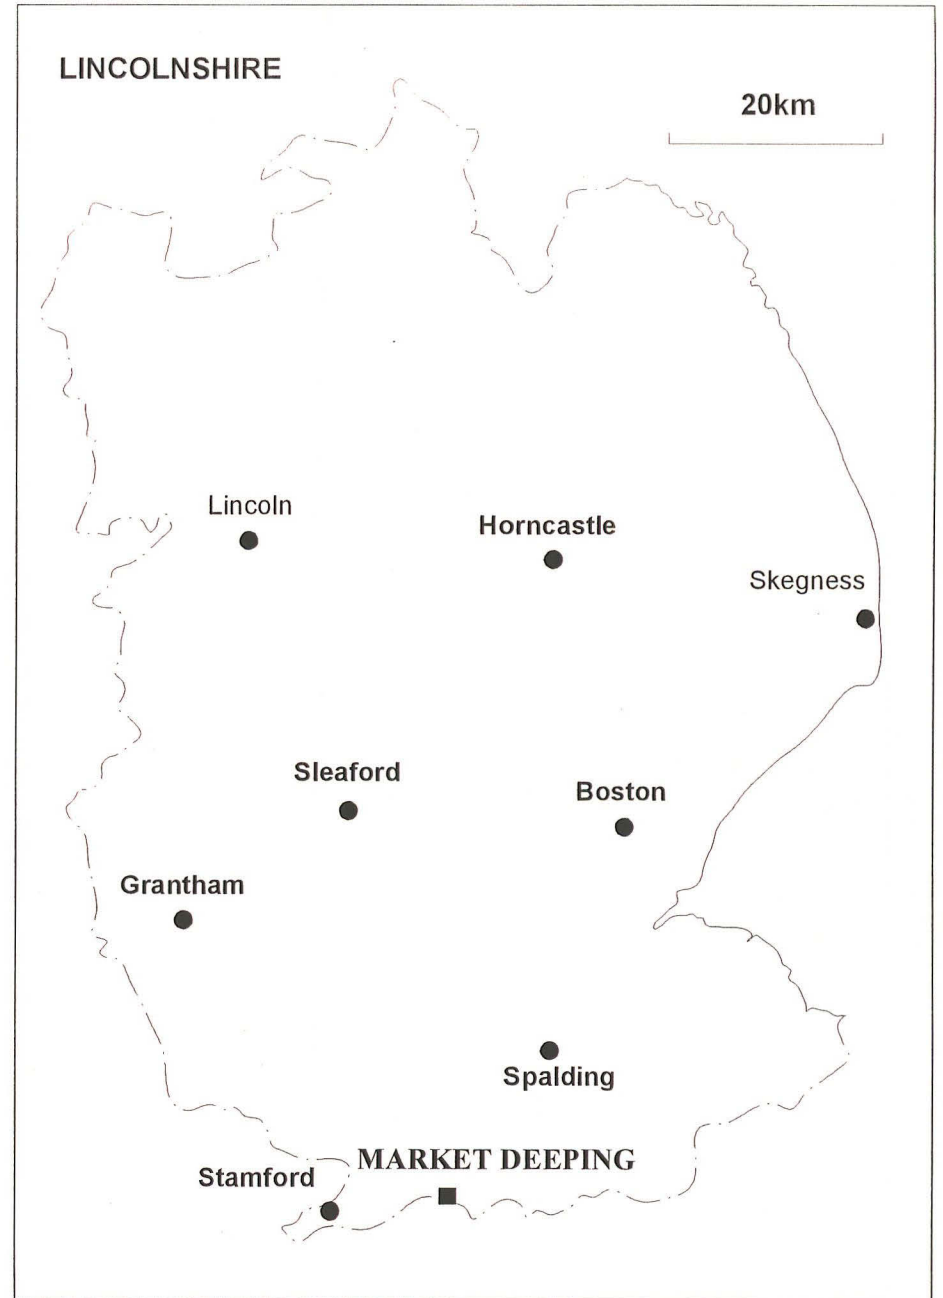 LINCOLNSHIRE
20km
Lincoln
Horncastle
Skegness
Sleaford
Boston
Grantham
Spalding
MARKET DEEPING
Stamford